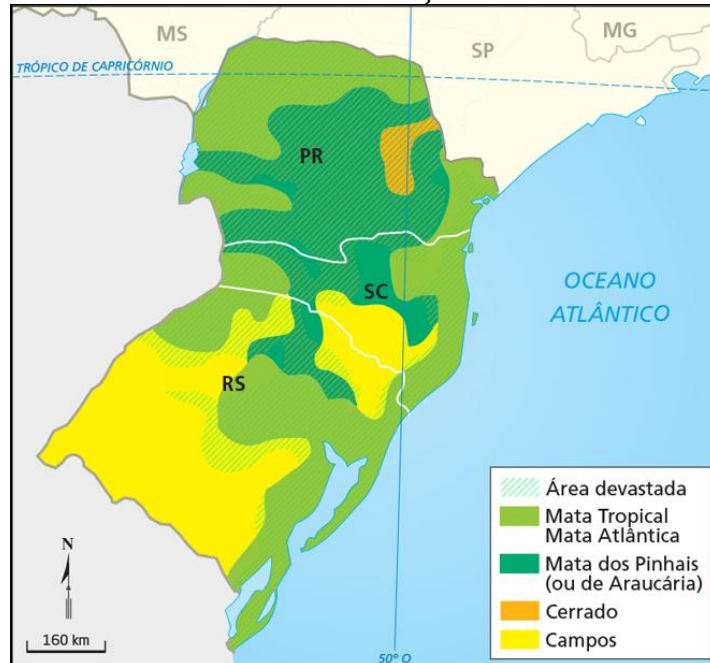 MS
SP
MG
TRÓPICO DE CAPRICÓRNIO
PR
SC
RS
OCEANO
ATLÂNTICO
N
160 km
50° O
Área devastada
Mata Tropical
Mata Atlântica
Mata dos Pinhais
(ou de Araucária)
Cerrado
Campos